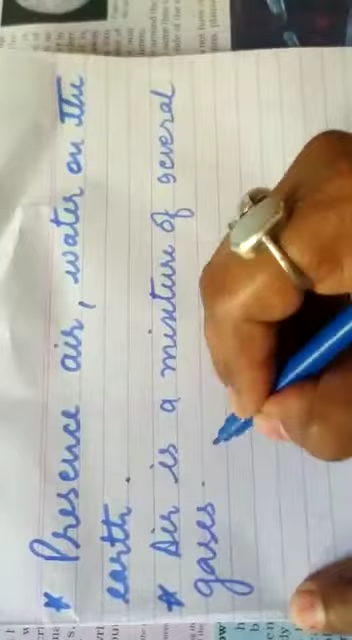 * Presence air, water on the
earth.
* Air is a mixture of several
gases.